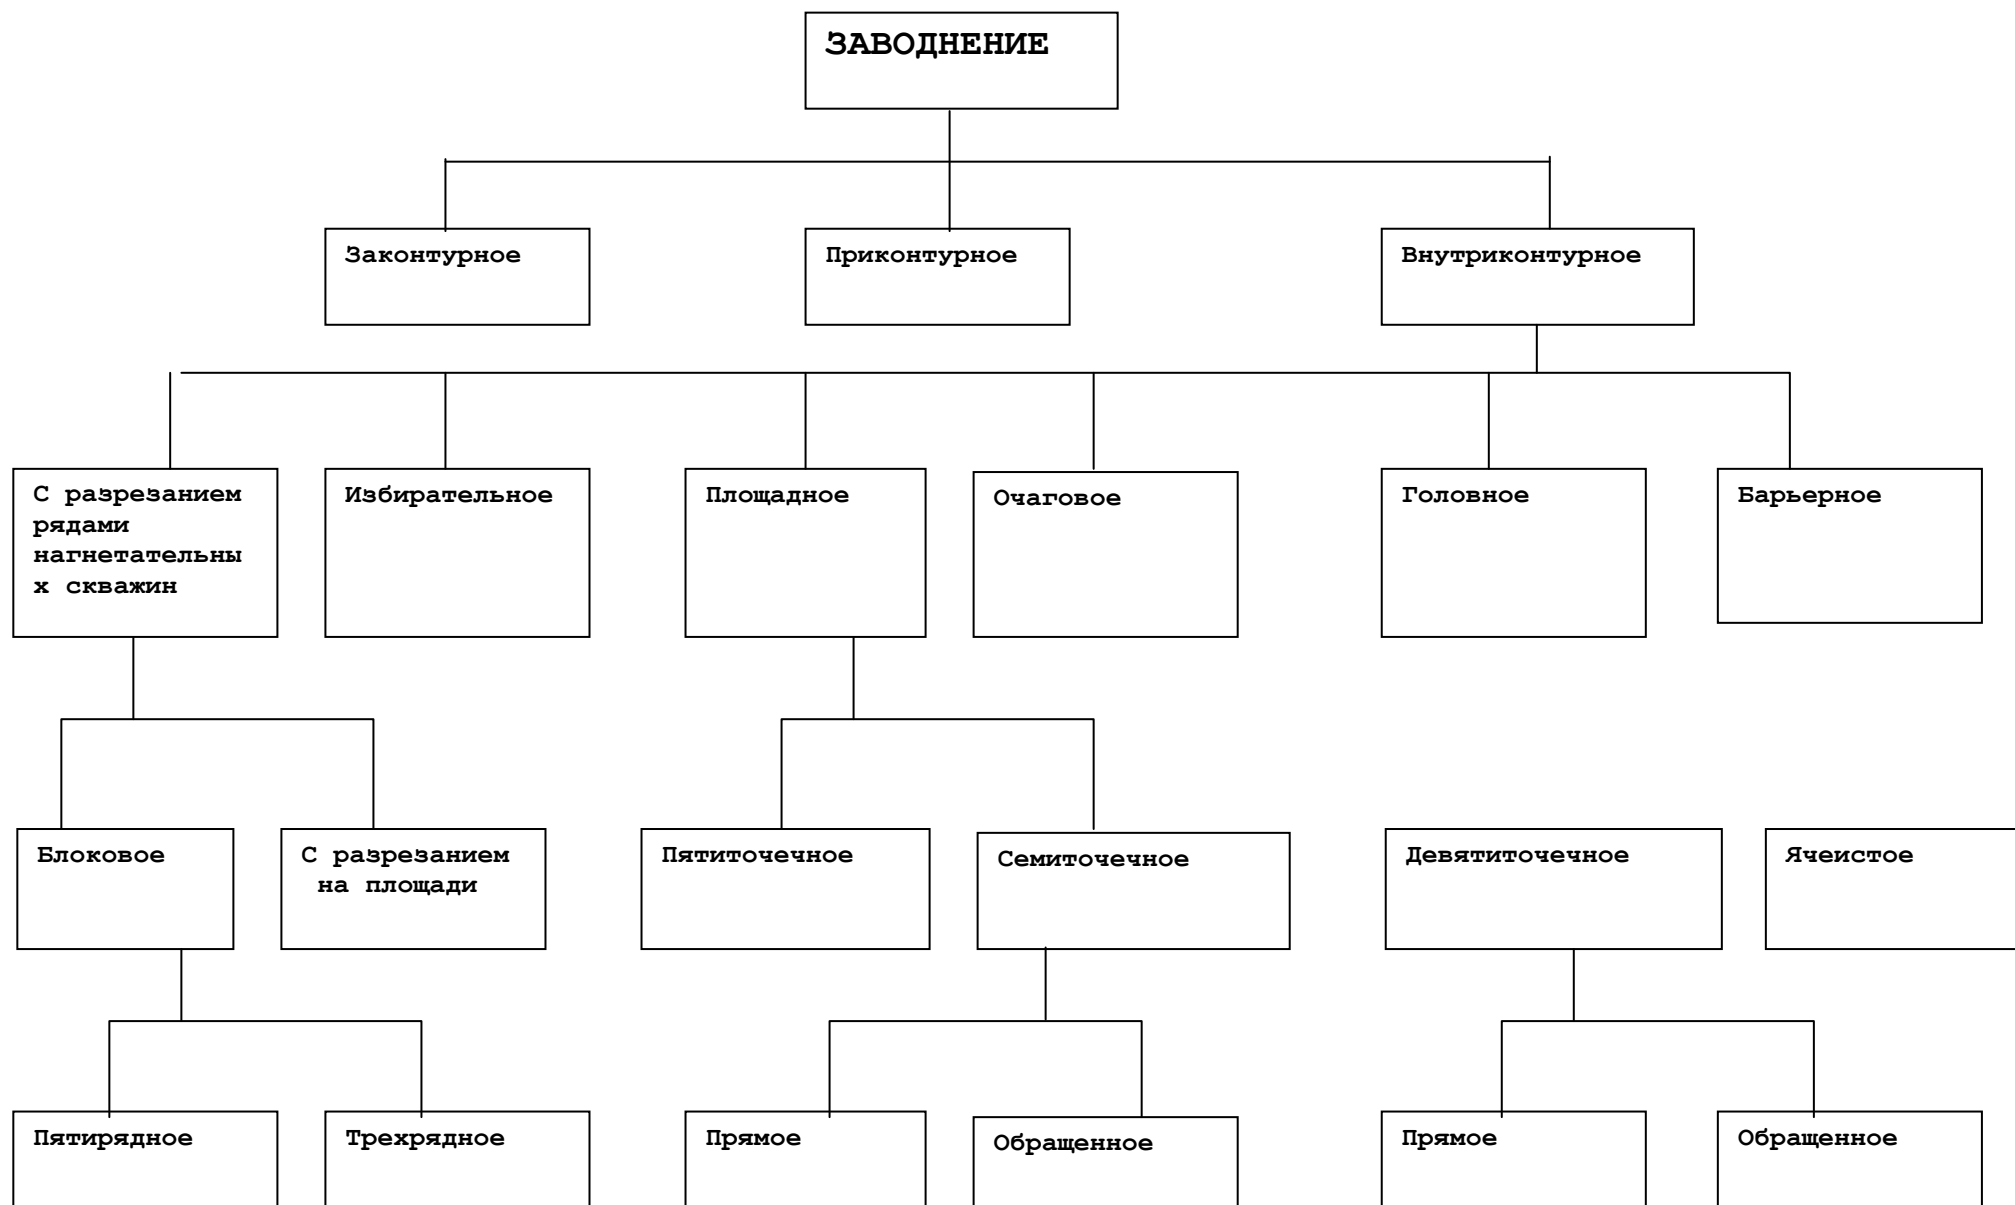 ЗАВОДНЕНИЕ
Законтурное
Приконтурное
Внутриконтурное
С разрезанием
рядами
нагнетательны
х скважин
Избирательное
Площадное
Очаговое
Головное
Барьерное
Блоковое
С разрезанием
на площади
Пятиточечное
Семиточечное
Девятиточечное
Ячеистое
Пятирядное
Трехрядное
Прямое
Обращенное
Прямое
Обращенное